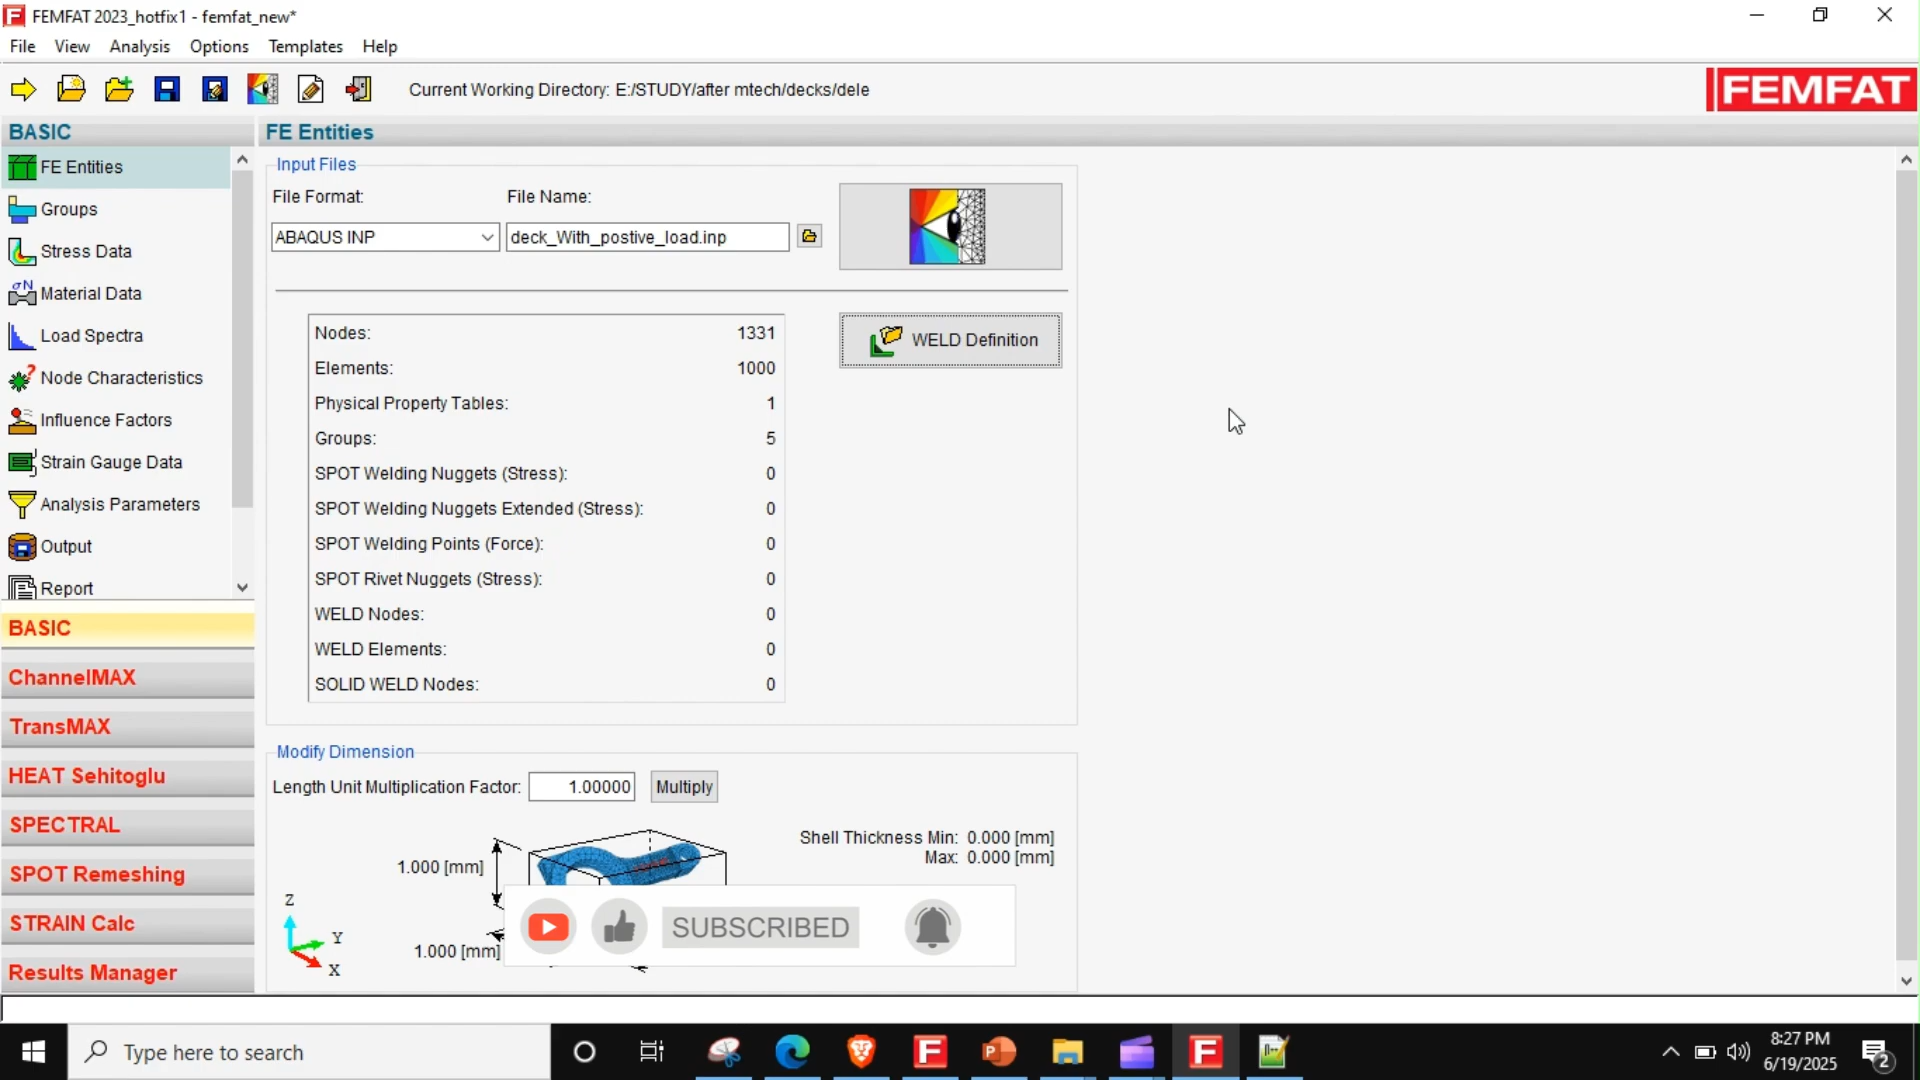 FEMFAT 2023_hotfix1 - femfat_new*
File View Analysis Options Templates Help
Current Working Directory: E:/STUDY/after mtech/decks/dele
FEMFAT
BASIC
FE Entities
Groups
Stress Data
σN
Material Data
Load Spectra
Node Characteristics
Influence Factors
Strain Gauge Data
Analysis Parameters
Output
Report
BASIC
ChannelMAX
TransMAX
HEAT Sehitoglu
SPECTRAL
SPOT Remeshing
STRAIN Calc
Results Manager
FE Entities
Input Files
File Format: File Name:
ABAQUS INP deck_With_postive_load.inp
Nodes: 1331
Elements: 1000
Physical Property Tables: 1
Groups: 5
SPOT Welding Nuggets (Stress): 0
SPOT Welding Nuggets Extended (Stress): 0
SPOT Welding Points (Force): 0
SPOT Rivet Nuggets (Stress): 0
WELD Nodes: 0
WELD Elements: 0
SOLID WELD Nodes: 0
WELD Definition
Modify Dimension
Length Unit Multiplication Factor: 1.00000 Multiply
Shell Thickness Min: 0.000 [mm]
Max: 0.000 [mm]
1.000 [mm]
1.000 [mm]
Z
Y
X
SUBSCRIBED
Type here to search
8:27 PM
6/19/2025
2